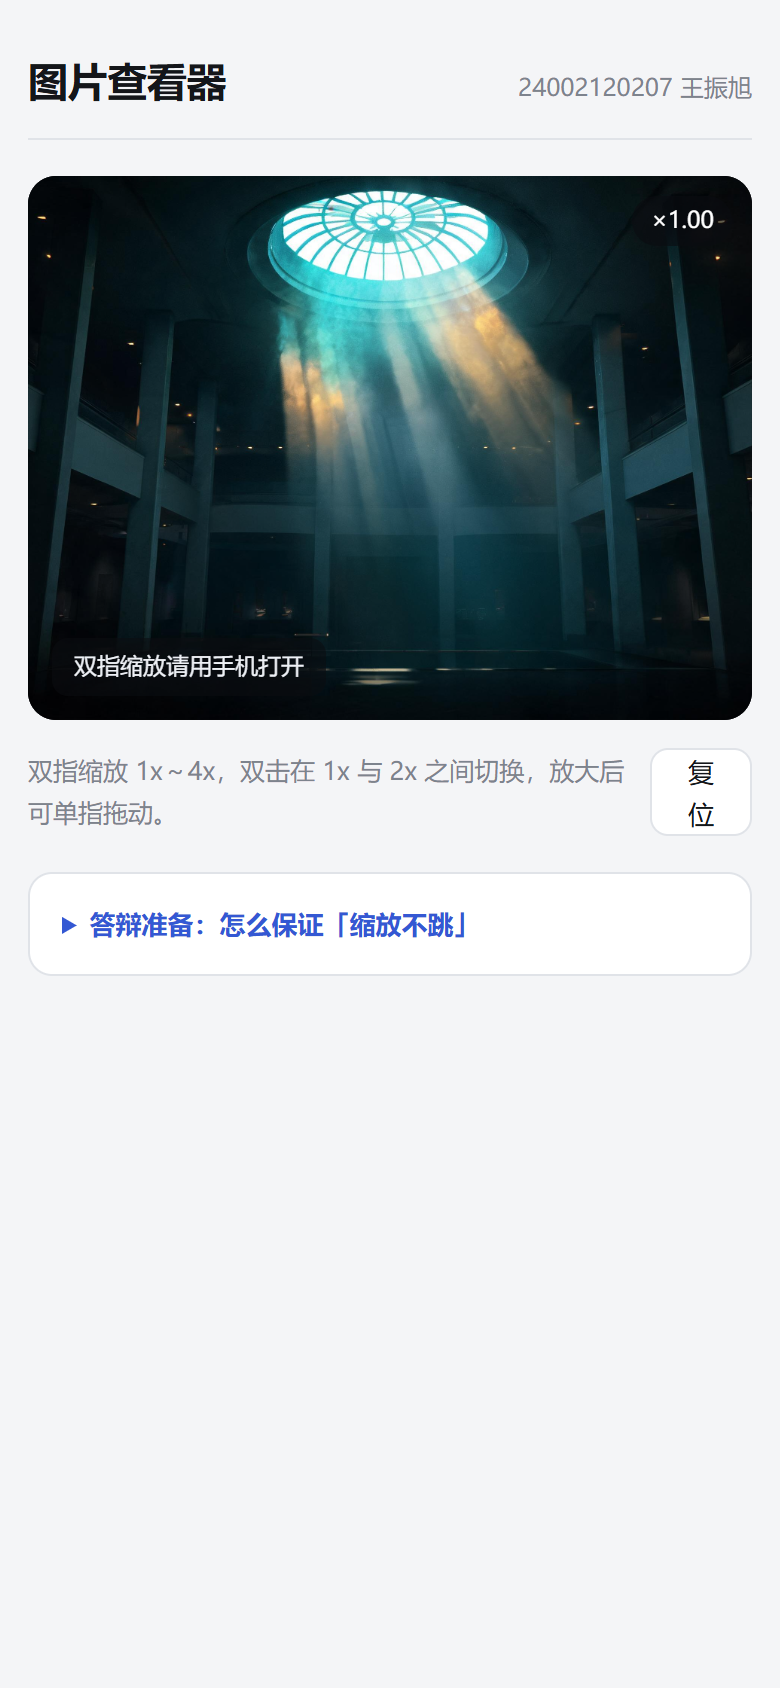 图片查看器
24002120207 王振旭
×1.00
双指缩放请用手机打开
双指缩放 1x～4x，双击在 1x 与 2x 之间切换，放大后
可单指拖动。
复
位
▶ 答辩准备：怎么保证「缩放不跳」